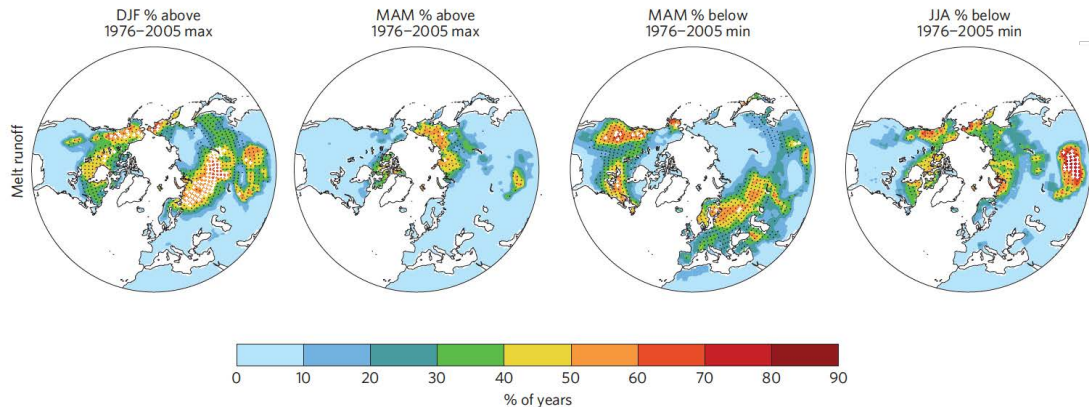 DJF % above
1976–2005 max
MAM % above
1976–2005 max
MAM % below
1976–2005 min
JJA % below
1976–2005 min
Melt runoff
0 10 20 30 40 50 60 70 80 90
% of years